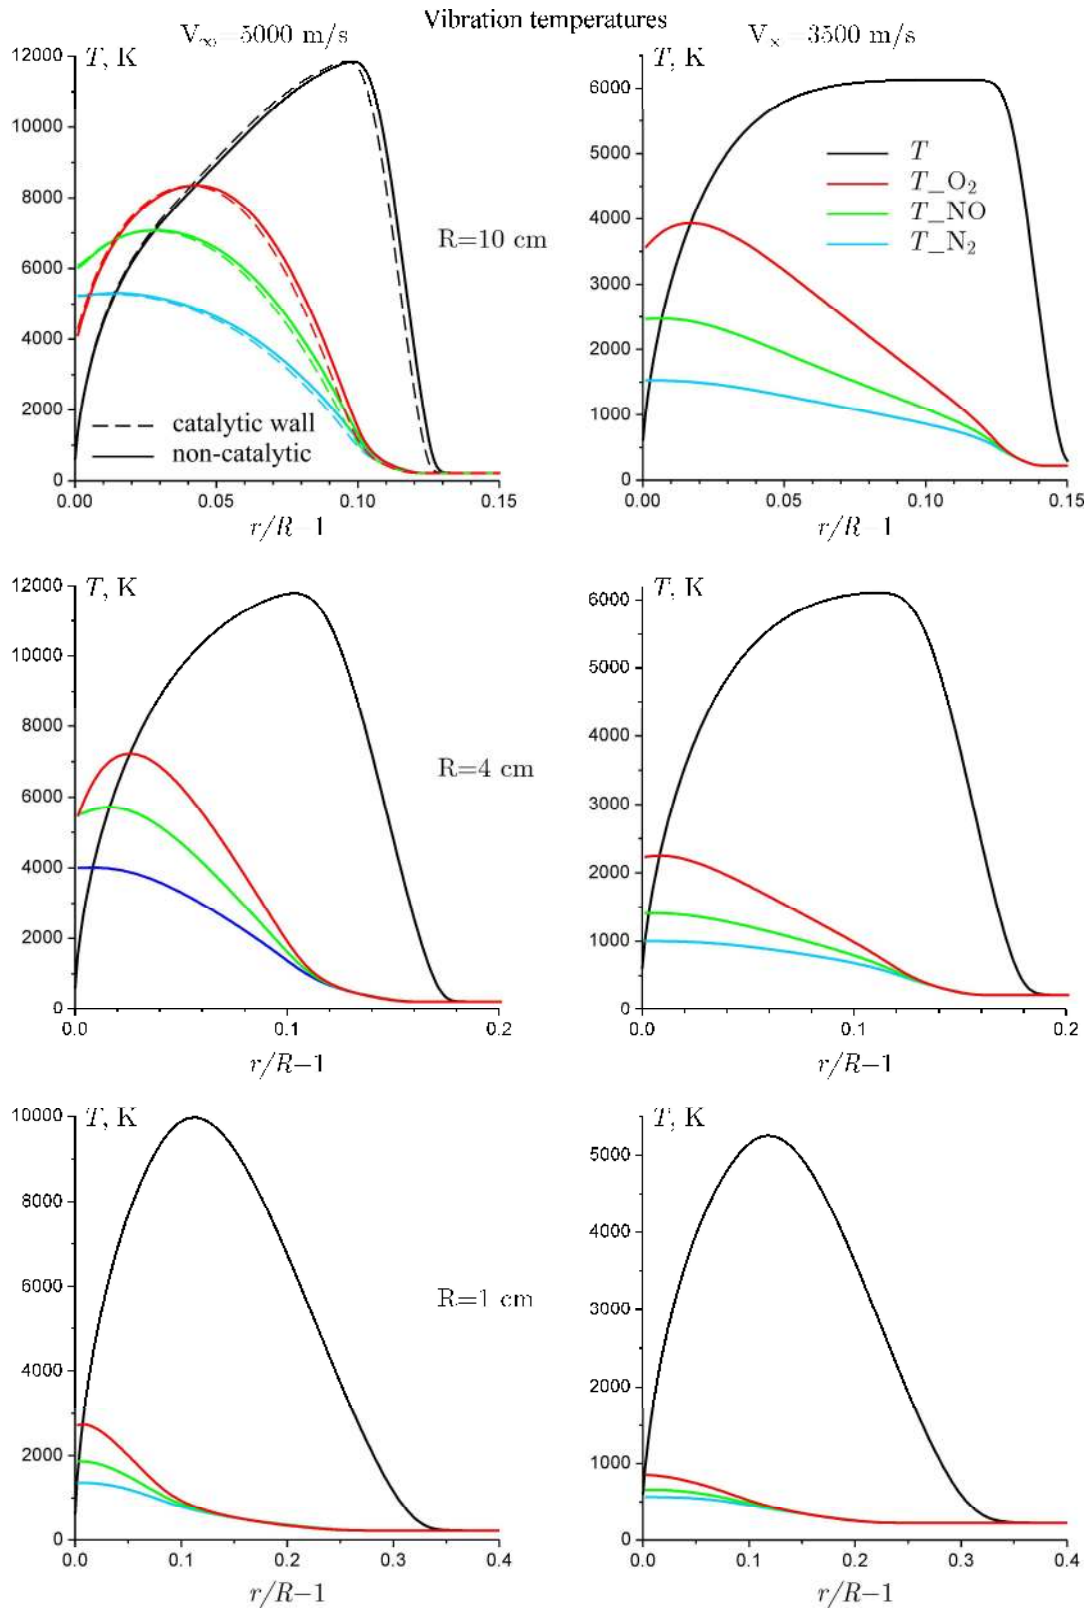 Vibration temperatures
V∞=5000 m/s
V∞=3500 m/s
T, K
12000
10000
8000
6000
4000
2000
0
0.00
0.05
0.10
0.15
r/R−1
catalytic wall
non-catalytic
R=10 cm
T, K
6000
5000
4000
3000
2000
1000
0
0.00
0.05
0.10
0.15
r/R−1
T
T_O₂
T_NO
T_N₂
T, K
12000
10000
8000
6000
4000
2000
0
0.0
0.1
0.2
r/R−1
R=4 cm
T, K
6000
5000
4000
3000
2000
1000
0
0.0
0.1
0.2
r/R−1
T, K
10000
8000
6000
4000
2000
0
0.0
0.1
0.2
0.3
0.4
r/R−1
R=1 cm
T, K
5000
4000
3000
2000
1000
0
0.0
0.1
0.2
0.3
0.4
r/R−1